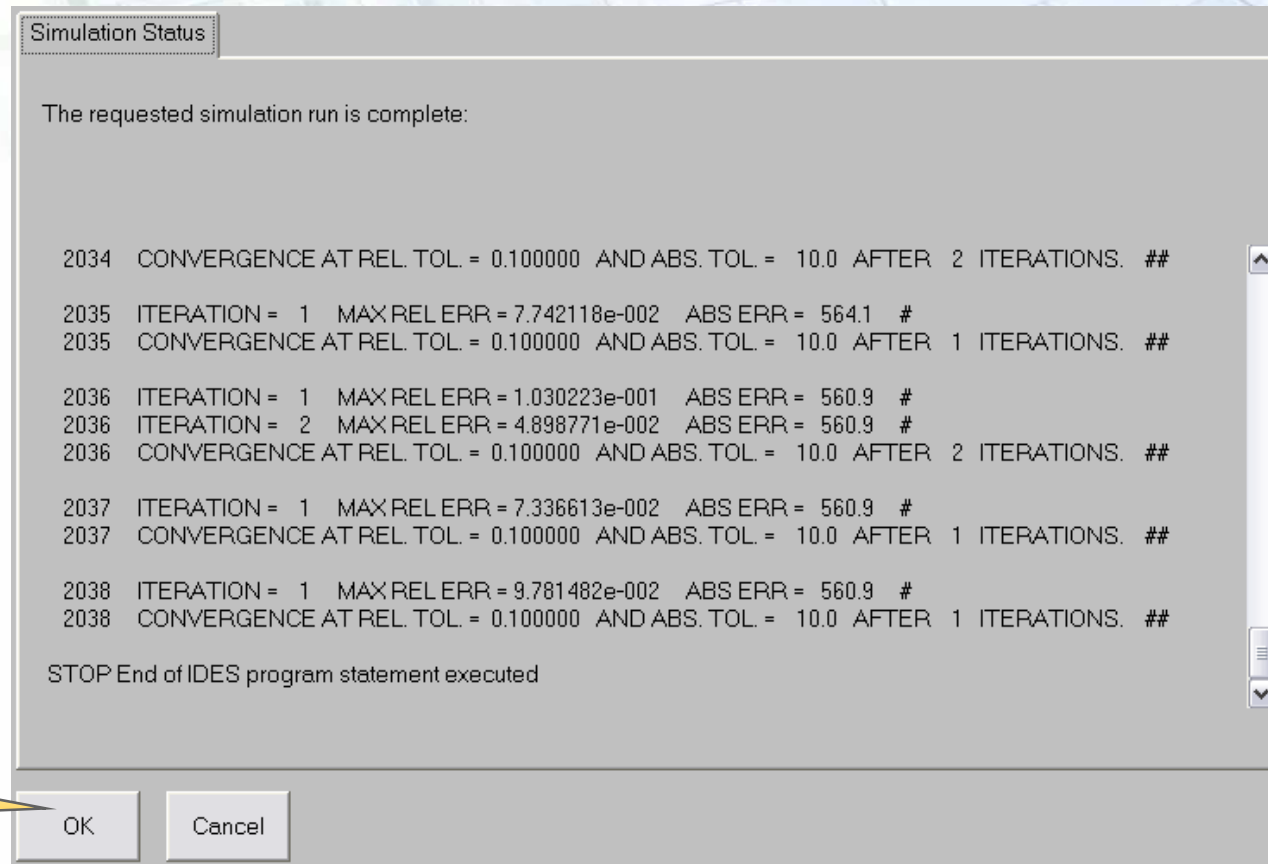 Simulation Status
The requested simulation run is complete:
2034 CONVERGENCE AT REL. TOL. = 0.100000 AND ABS. TOL. = 10.0 AFTER 2 ITERATIONS. ##
2035 ITERATION = 1 MAX REL ERR = 7.742118e-002 ABS ERR = 564.1 #
2035 CONVERGENCE AT REL. TOL. = 0.100000 AND ABS. TOL. = 10.0 AFTER 1 ITERATIONS. ##
2036 ITERATION = 1 MAX REL ERR = 1.030223e-001 ABS ERR = 560.9 #
2036 ITERATION = 2 MAX REL ERR = 4.898771e-002 ABS ERR = 560.9 #
2036 CONVERGENCE AT REL. TOL. = 0.100000 AND ABS. TOL. = 10.0 AFTER 2 ITERATIONS. ##
2037 ITERATION = 1 MAX REL ERR = 7.336613e-002 ABS ERR = 560.9 #
2037 CONVERGENCE AT REL. TOL. = 0.100000 AND ABS. TOL. = 10.0 AFTER 1 ITERATIONS. ##
2038 ITERATION = 1 MAX REL ERR = 9.781482e-002 ABS ERR = 560.9 #
2038 CONVERGENCE AT REL. TOL. = 0.100000 AND ABS. TOL. = 10.0 AFTER 1 ITERATIONS. ##
STOP End of IDES program statement executed
OK Cancel